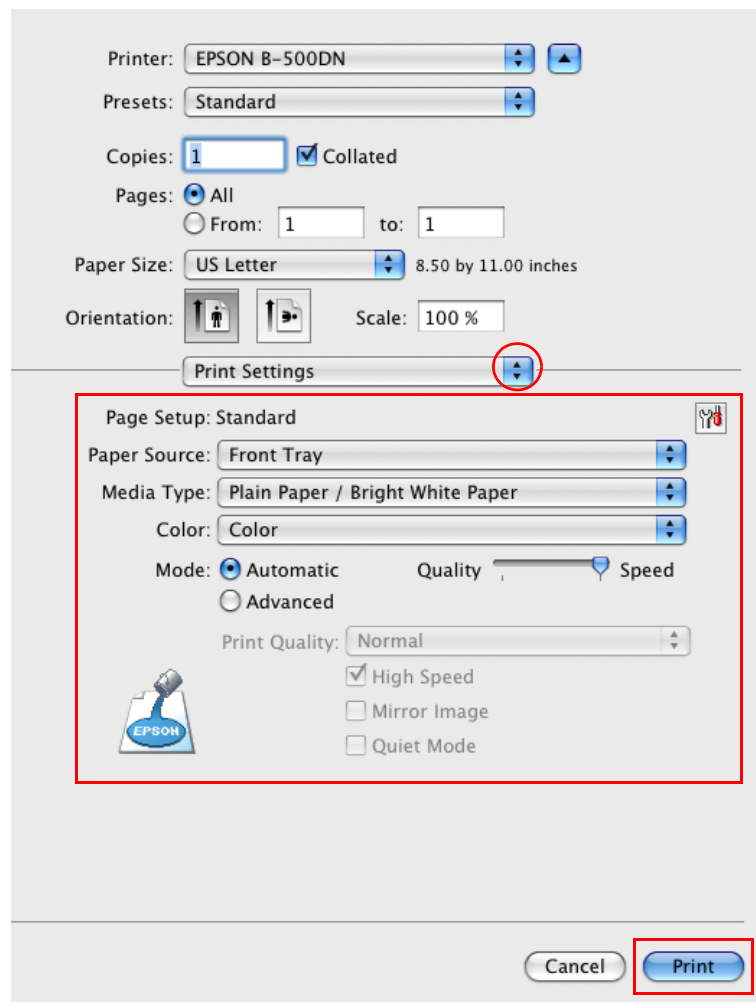 Printer: EPSON B-500DN
Presets: Standard
Copies: 1 Collated
Pages: All
From: 1 to: 1
Paper Size: US Letter 8.50 by 11.00 inches
Orientation: Scale: 100 %
Print Settings
Page Setup: Standard
Paper Source: Front Tray
Media Type: Plain Paper / Bright White Paper
Color: Color
Mode: Automatic Quality Speed
Advanced
Print Quality: Normal
High Speed
Mirror Image
EPSON
Quiet Mode
Cancel Print